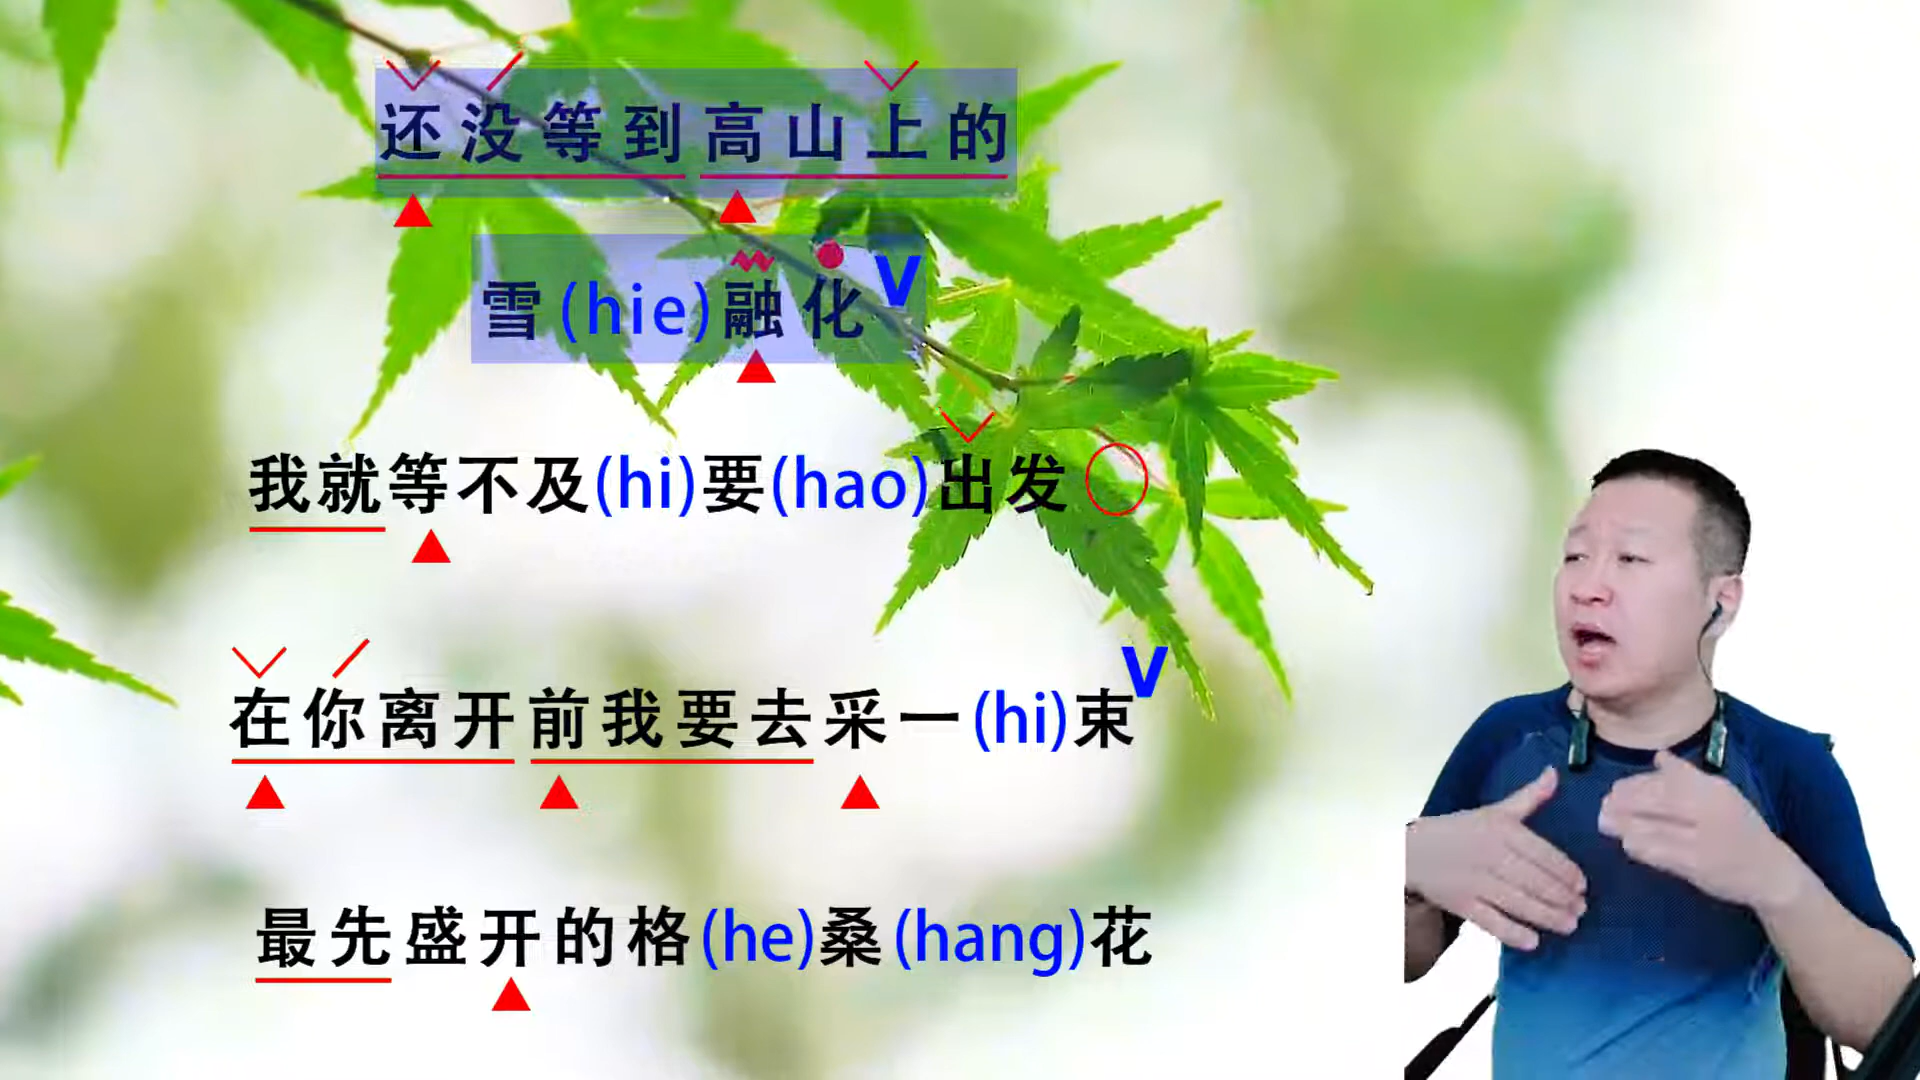 还没等到高山上的
雪(hie)融化V
我就等不及(hi)要(hao)出发
在你离开前我要去采一(hi)束V
最先盛开的格(he)桑(hang)花